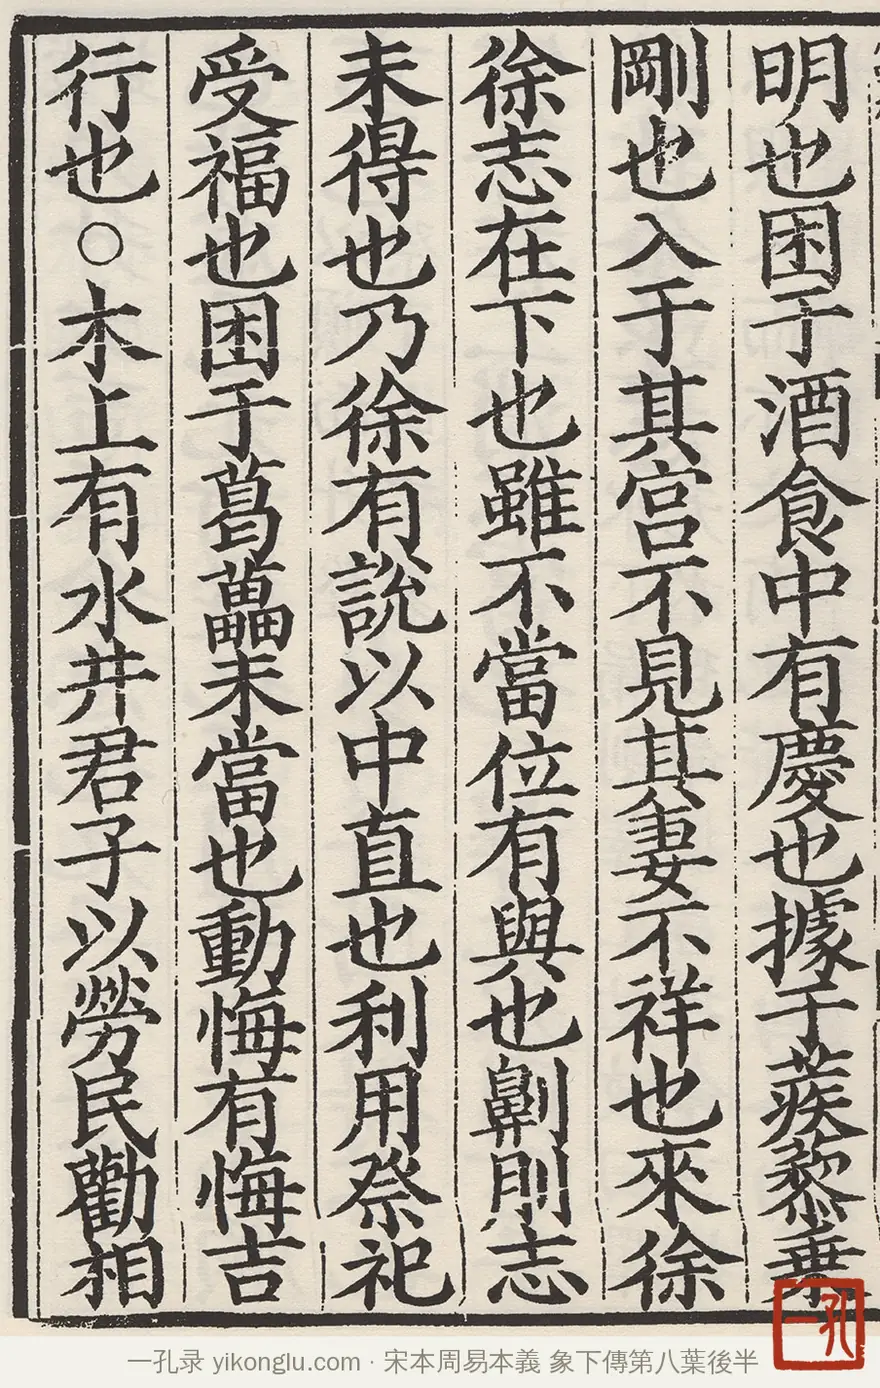 明也困于酒食中有慶也據于蒺藜乗
剛也入于其宫不見其妻不祥也來徐
徐志在下也雖不當位有與也劓刖志
未得也乃徐有說以中直也利用祭祀
受福也困于葛藟未當也動悔有悔吉
行也○木上有水井君子以勞民勸相
一孔
一孔录 yikonglu.com · 宋本周易本義 象下傳第八葉後半